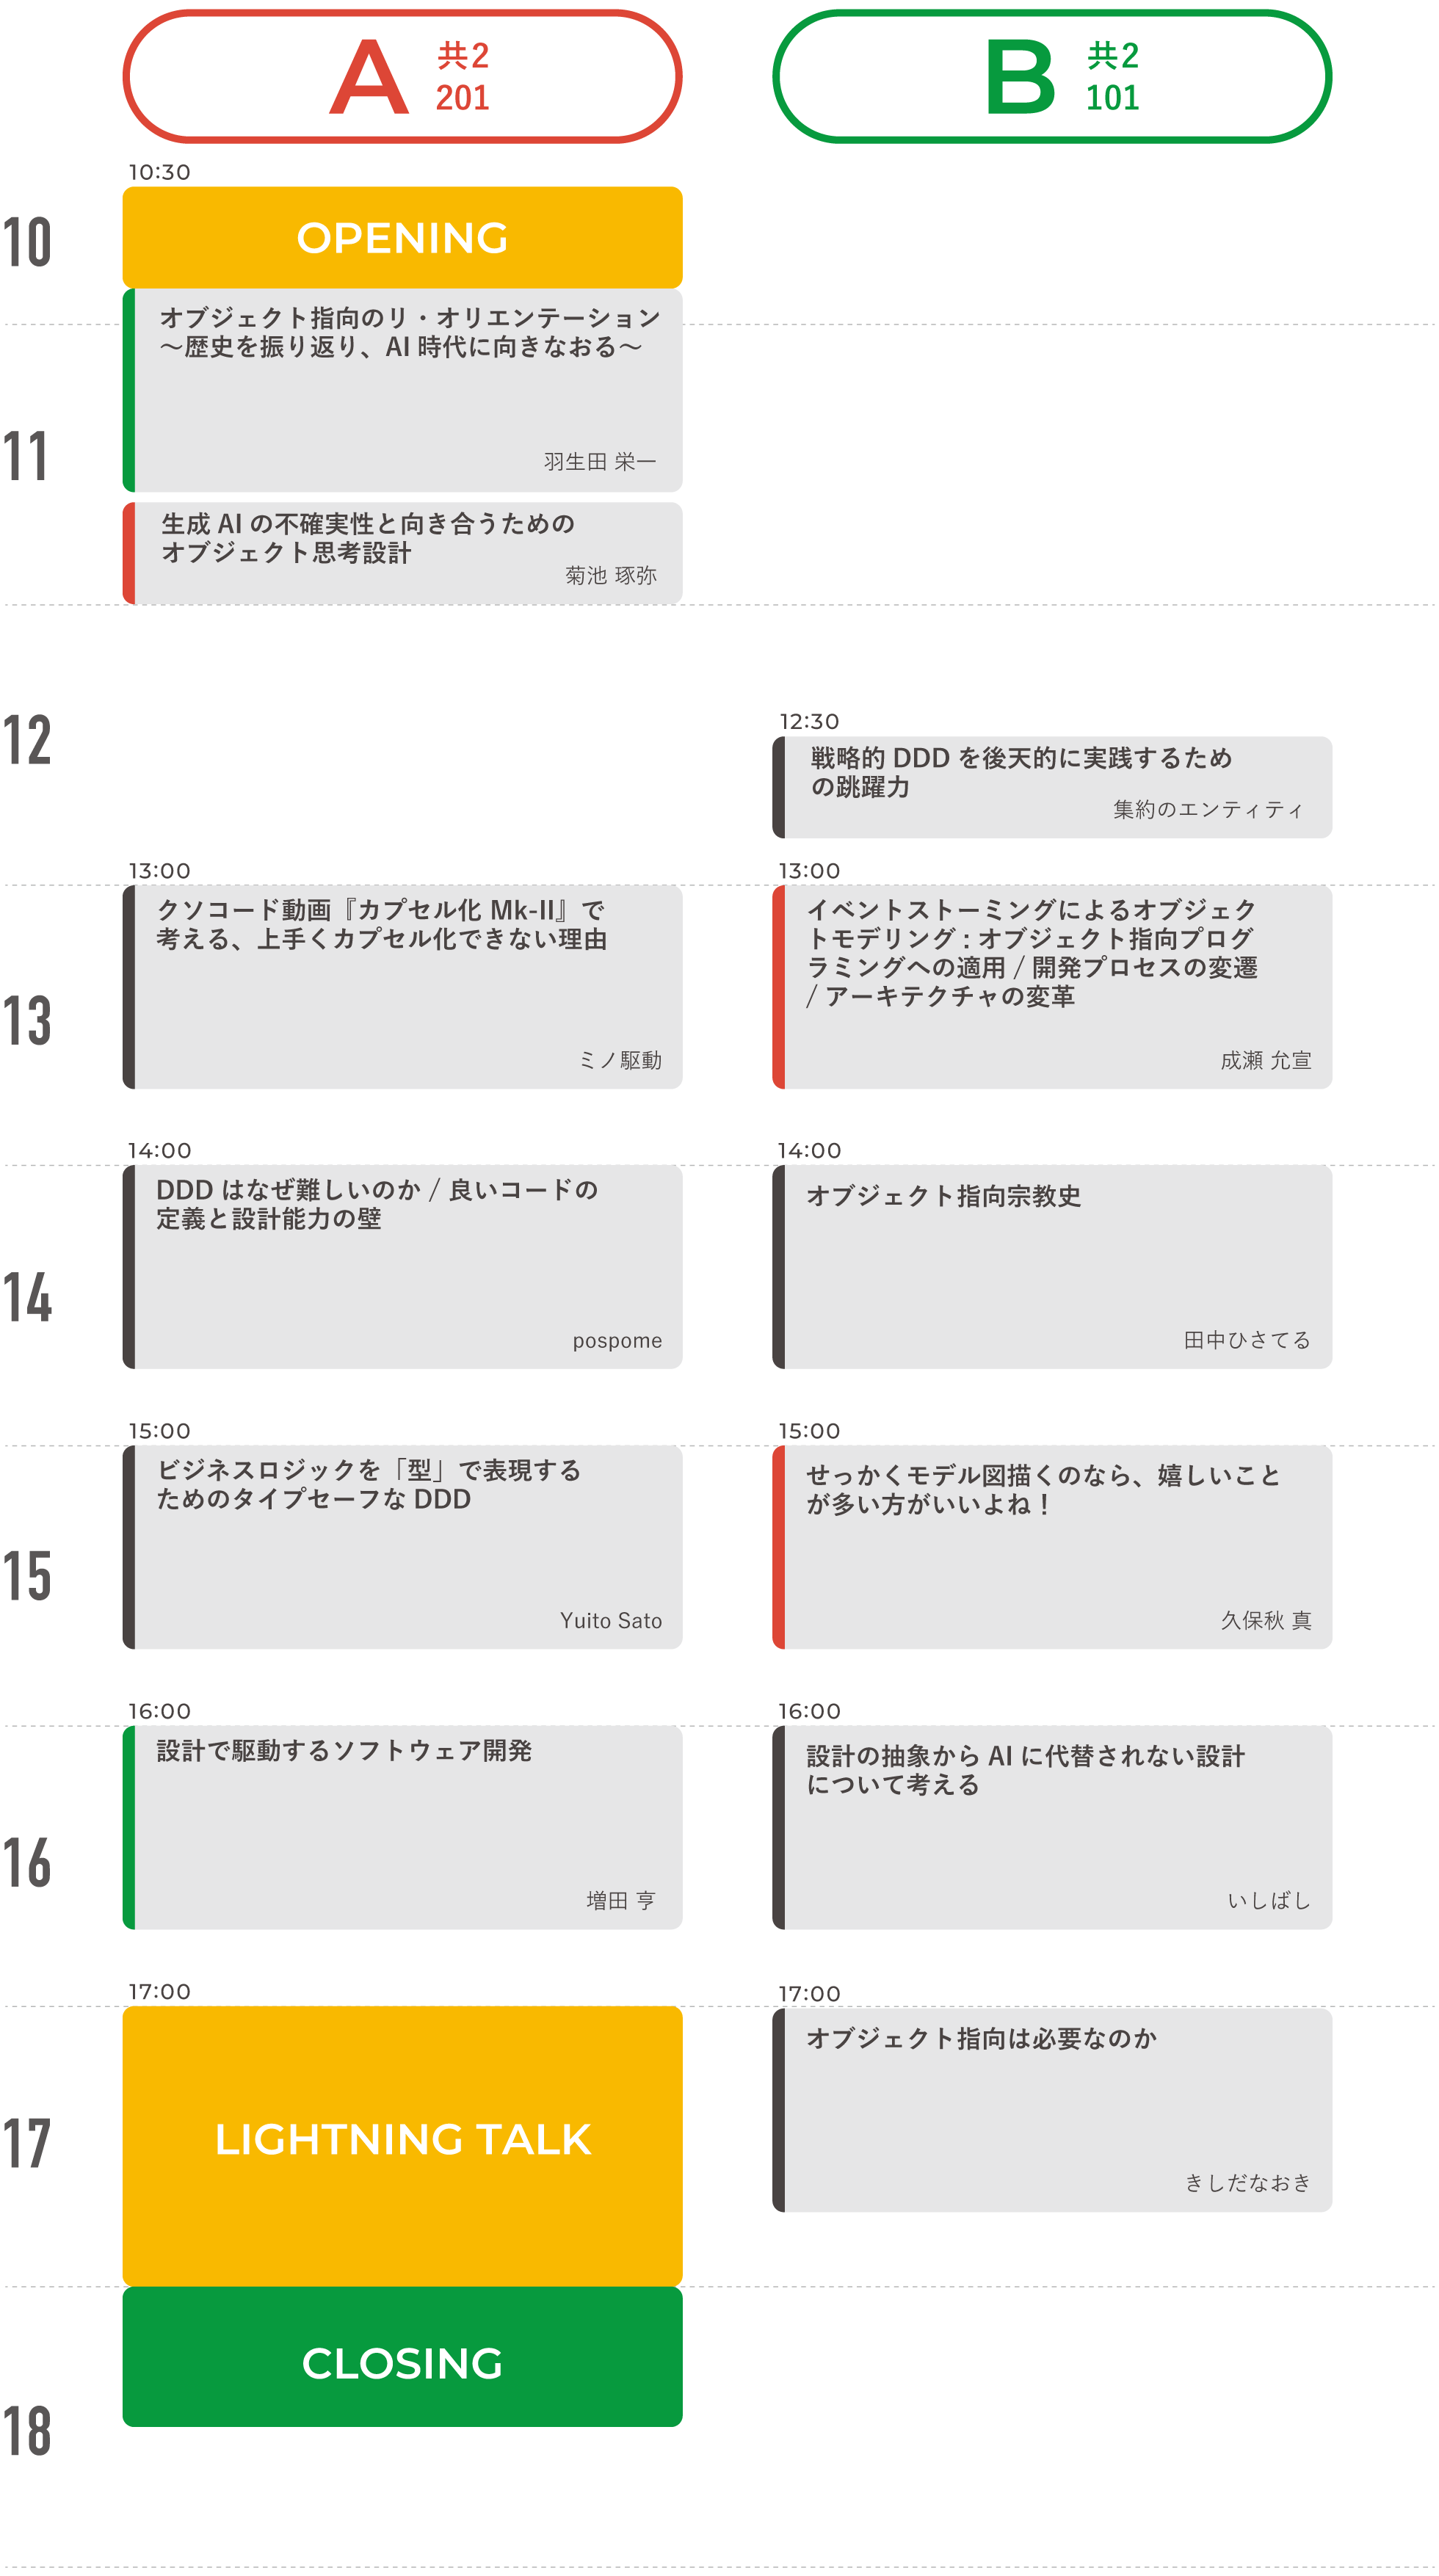 A
共2
201
B
共2
101
10
10:30
OPENING
オブジェクト指向のリ・オリエンテーション
〜歴史を振り返り、AI 時代に向きなおる〜
羽生田 栄一
11
生成 AI の不確実性と向き合うための
オブジェクト思考設計
菊池 琢弥
12
12:30
戦略的 DDD を後天的に実践するため
の跳躍力
集約のエンティティ
13
13:00
クソコード動画『カプセル化 Mk-II』で
考える、上手くカプセル化できない理由
ミノ駆動
13:00
イベントストーミングによるオブジェク
トモデリング : オブジェクト指向プログ
ラミングへの適用 / 開発プロセスの変遷
/ アーキテクチャの変革
成瀬 允宣
14
14:00
DDD はなぜ難しいのか / 良いコードの
定義と設計能力の壁
pospome
14:00
オブジェクト指向宗教史
田中ひさてる
15
15:00
ビジネスロジックを「型」で表現する
ためのタイプセーフな DDD
Yuito Sato
15:00
せっかくモデル図描くのなら、嬉しいこと
が多い方がいいよね！
久保秋 真
16
16:00
設計で駆動するソフトウェア開発
増田 亨
16:00
設計の抽象から AI に代替されない設計
について考える
いしばし
17
17:00
LIGHTNING TALK
17:00
オブジェクト指向は必要なのか
きしだなおき
CLOSING
18